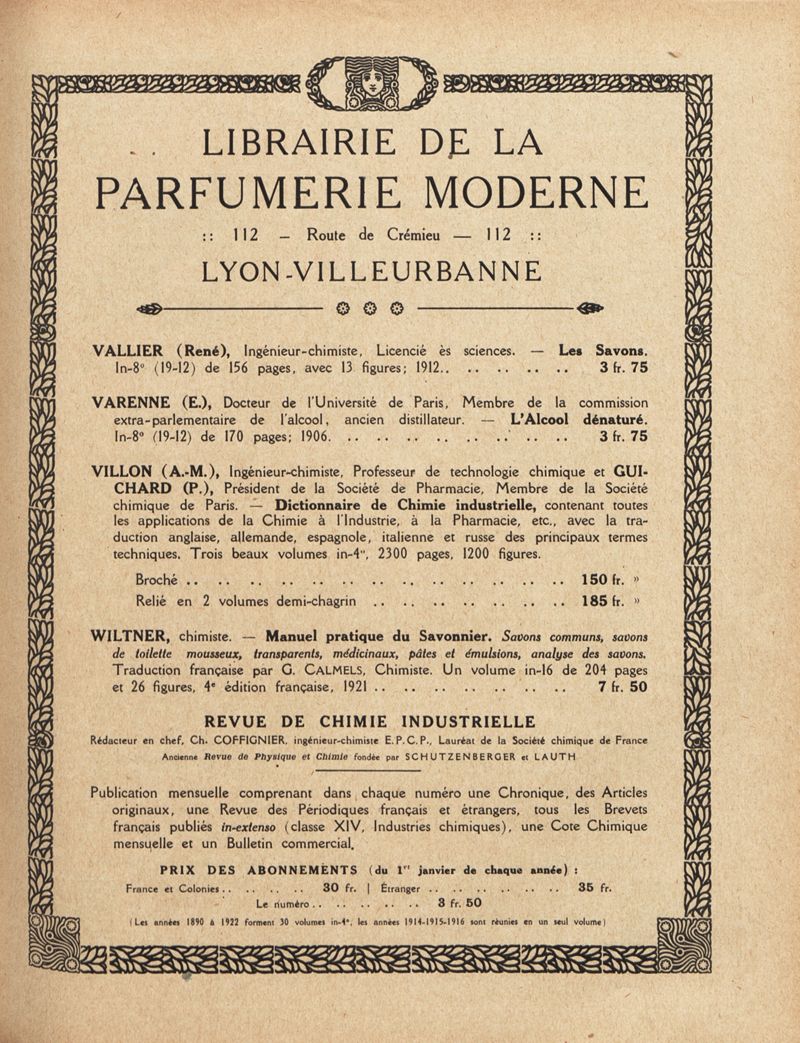 LIBRAIRIE DE LA
PARFUMERIE MODERNE
:: 112 — Route de Crémieu — 112 ::
LYON-VILLEURBANNE
VALLIER (René), Ingénieur-chimiste, Licencié ès sciences. — Les Savons.
In-8° (19-12) de 156 pages, avec 13 figures; 1912.. .. .. .. .. .. 3 fr. 75
VARENNE (E.), Docteur de l'Université de Paris, Membre de la commission
extra-parlementaire de l'alcool, ancien distillateur. — L'Alcool dénaturé.
In-8° (19-12) de 170 pages; 1906. .. .. .. .. .. .. .. .. 3 fr. 75
VILLON (A.-M.), Ingénieur-chimiste, Professeur de technologie chimique et GUI-
CHARD (P.), Président de la Société de Pharmacie, Membre de la Société
chimique de Paris. — Dictionnaire de Chimie industrielle, contenant toutes
les applications de la Chimie à l'Industrie, à la Pharmacie, etc., avec la tra-
duction anglaise, allemande, espagnole, italienne et russe des principaux termes
techniques. Trois beaux volumes in-4°, 2300 pages, 1200 figures.
Broché .. .. .. .. .. .. .. .. .. .. .. .. .. 150 fr. »
Relié en 2 volumes demi-chagrin .. .. .. .. .. .. .. 185 fr. »
WILTNER, chimiste. — Manuel pratique du Savonnier. Savons communs, savons
de toilette mousseux, transparents, médicinaux, pâtes et émulsions, analyse des savons.
Traduction française par G. CALMELS, Chimiste. Un volume in-16 de 204 pages
et 26 figures, 4e édition française, 1921 .. .. .. .. .. .. .. 7 fr. 50
REVUE DE CHIMIE INDUSTRIELLE
Rédacteur en chef, Ch. COFFIGNIER, ingénieur-chimiste E.P.C.P., Lauréat de la Société chimique de France
Ancienne Revue de Physique et Chimie fondée par SCHUTZENBERGER et LAUTH
Publication mensuelle comprenant dans chaque numéro une Chronique, des Articles
originaux, une Revue des Périodiques français et étrangers, tous les Brevets
français publiés in-extenso (classe XIV, Industries chimiques), une Cote Chimique
mensuelle et un Bulletin commercial.
PRIX DES ABONNEMENTS (du 1er janvier de chaque année) :
France et Colonies.. .. .. .. 30 fr. | Étranger .. .. .. .. .. .. 35 fr.
Le numéro.. .. .. .. .. 3 fr. 50
(Les années 1890 à 1922 forment 30 volumes in-4°, les années 1914-1915-1916 sont réunies en un seul volume)